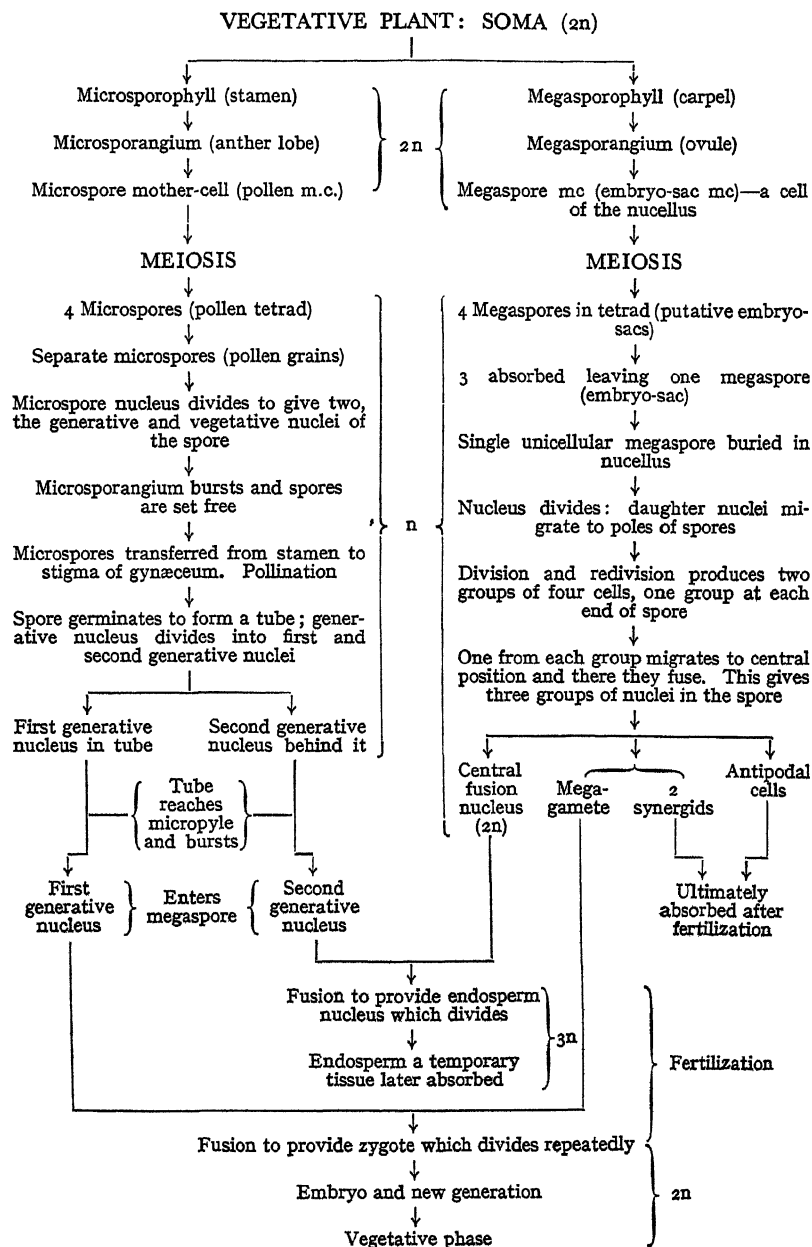 VEGETATIVE PLANT: SOMA (2n)
Microsporophyll (stamen)
Microsporangium (anther lobe)
Microspore mother-cell (pollen m.c.)
2n
Megasporophyll (carpel)
Megasporangium (ovule)
Megaspore mc (embryo-sac mc)—a cell
of the nucellus
MEIOSIS
4 Microspores (pollen tetrad)
Separate microspores (pollen grains)
Microspore nucleus divides to give two,
the generative and vegetative nuclei of
the spore
Microsporangium bursts and spores
are set free
Microspores transferred from stamen to
stigma of gynæceum. Pollination
Spore germinates to form a tube; gener-
ative nucleus divides into first and
second generative nuclei
First generative
nucleus in tube
Second generative
nucleus behind it
n
MEIOSIS
4 Megaspores in tetrad (putative embryo-
sacs)
3 absorbed leaving one megaspore
(embryo-sac)
Single unicellular megaspore buried in
nucellus
Nucleus divides: daughter nuclei mi-
grate to poles of spores
Division and redivision produces two
groups of four cells, one group at each
end of spore
One from each group migrates to central
position and there they fuse. This gives
three groups of nuclei in the spore
Central
fusion
nucleus
(2n)
Mega-
gamete
2
synergids
Antipodal
cells
Tube
reaches
micropyle
and bursts
First
generative
nucleus
Enters
megaspore
Second
generative
nucleus
Ultimately
absorbed after
fertilization
Fusion to provide endosperm
nucleus which divides
Endosperm a temporary
tissue later absorbed
3n
Fertilization
Fusion to provide zygote which divides repeatedly
Embryo and new generation
Vegetative phase
2n